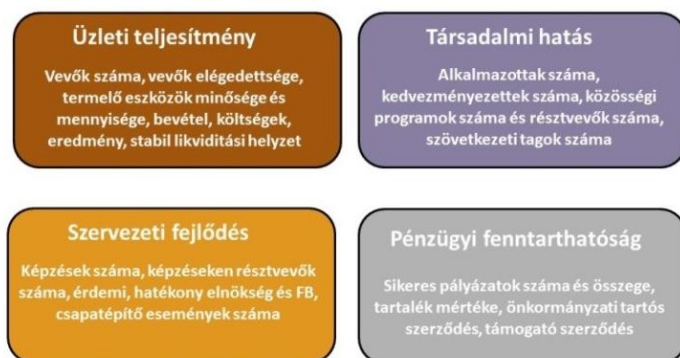 Üzleti teljesítmény
Vevők száma, vevők elégedettsége,
termelő eszközök minősége és
mennyisége, bevétel, költségek,
eredmény, stabil likviditási helyzet
Társadalmi hatás
Alkalmazottak száma,
kedvezményezettek száma, közösségi
programok száma és résztvevők száma,
szövetkezeti tagok száma
Szervezeti fejlődés
Képzések száma, képzéseken résztvevők
száma, érdemi, hatékony elnökség és FB,
csapatépítő események száma
Pénzügyi fenntarthatóság
Sikeres pályázatok száma és összege,
tartalék mértéke, önkormányzati tartós
szerződés, támogató szerződés